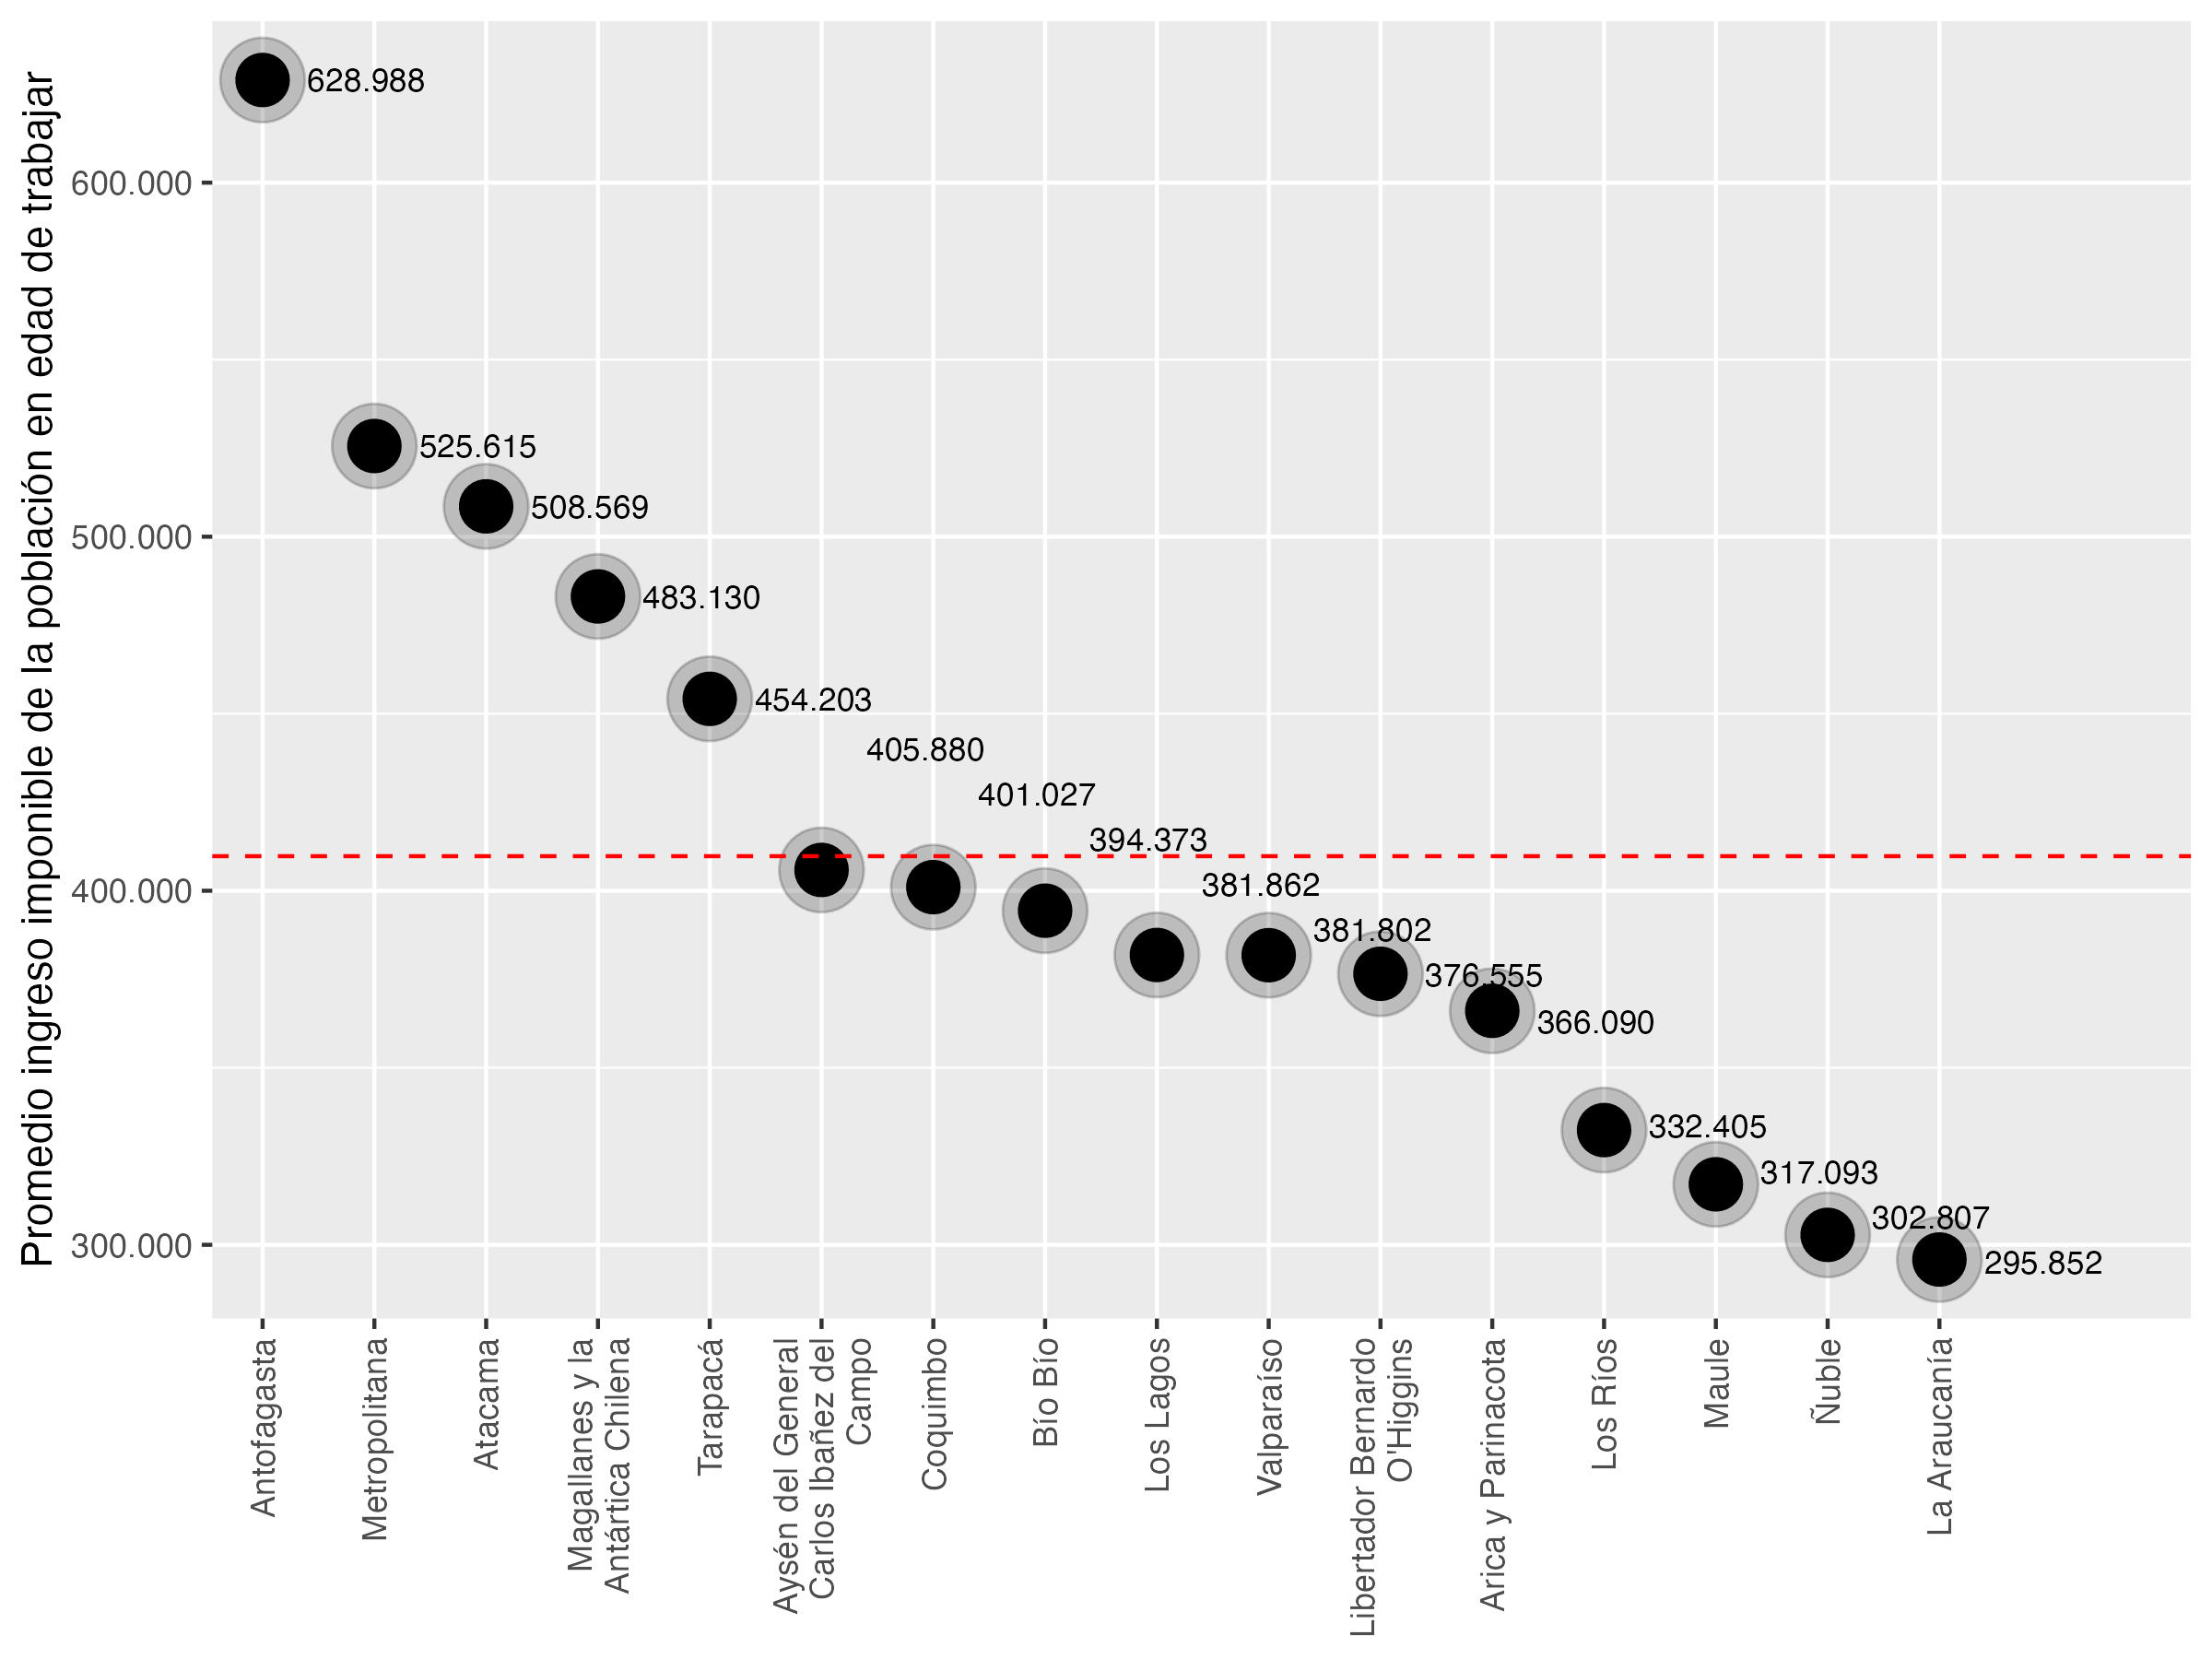 Promedio ingreso imponible de la población en edad de trabajar
600.000
500.000
400.000
300.000
628.988
525.615
508.569
483.130
454.203
405.880
401.027
394.373
381.862
381.802
376.555
366.090
332.405
317.093
302.807
295.852
Antofagasta
Metropolitana
Atacama
Magallanes y la
Antártica Chilena
Tarapacá
Aysén del General
Carlos Ibañez del
Campo
Coquimbo
Bío Bío
Los Lagos
Valparaíso
Libertador Bernardo
O'Higgins
Arica y Parinacota
Los Ríos
Maule
Ñuble
La Araucanía